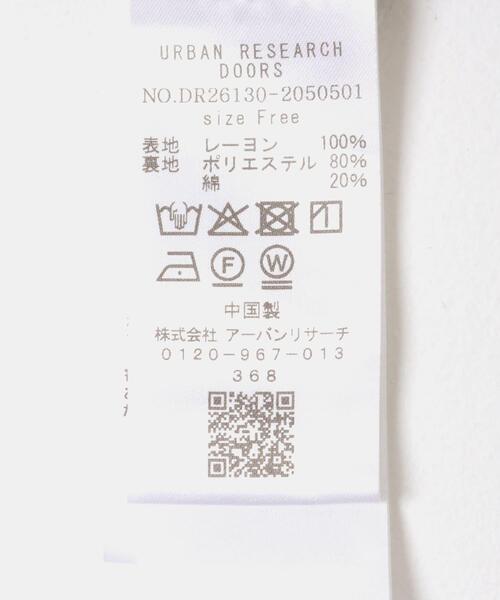 URBAN RESEARCH
DOORS
NO.DR26130-2050501
size Free
表地 レーヨン 100%
裏地 ポリエステル 80%
綿 20%
F
W
中国製
株式会社 アーバンリサーチ
0120-967-013
368